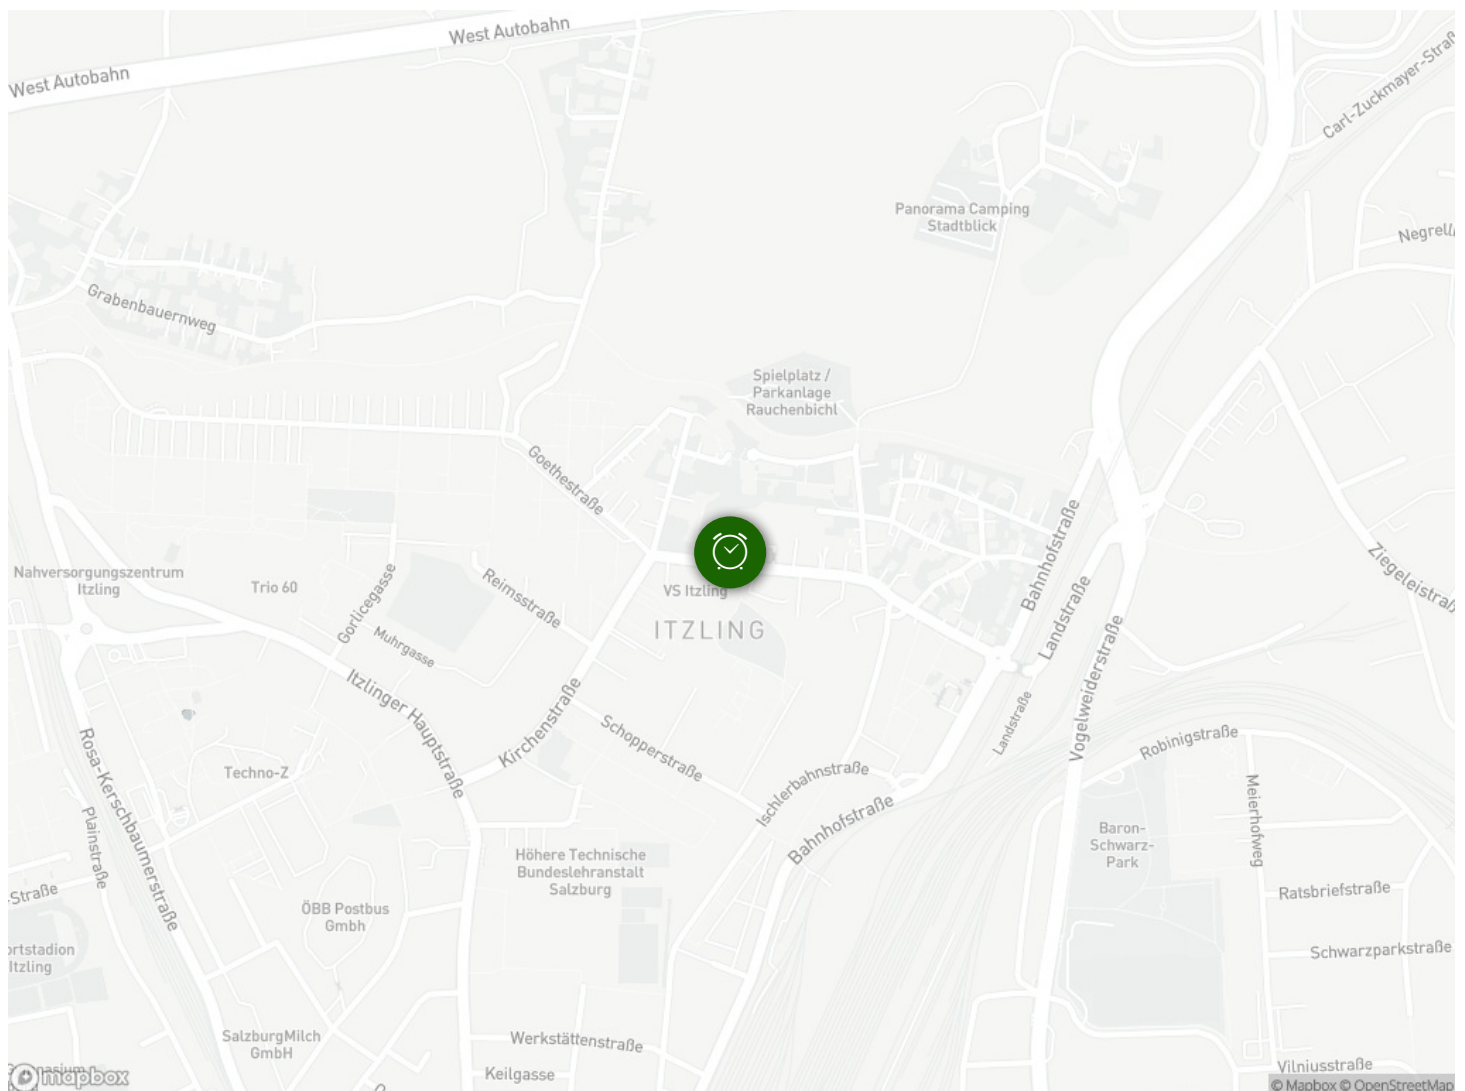 West Autobahn
West Autobahn
Carl-Zuckmayer-Straß
Panorama Camping
Stadtblick
Negrelli
Grabenbauernweg
Spielplatz /
Parkanlage
Rauchenbichl
Goethestraße
Bahnhofstraße
Ziegeleistraße
Nahversorgungszentrum
Itzling
Trio 60
Gorlicegasse
Reimsstraße
VS Itzling
Landstraße
ITZLING
Muhrgasse
Vogelweiderstraße
Itzlinger Hauptstraße
Kirchenstraße
Landstraße
Schopperstraße
Robinigstraße
Rosa-Kerschbaumerstraße
Techno-Z
Ischlerbahnstraße
Meierhofweg
Plainstraße
Bahnhofstraße
Baron-
Schwarz-
Park
Höhere Technische
Bundeslehranstalt
Salzburg
-Straße
Ratsbriefstraße
ÖBB Postbus
Gmbh
ortstadion
Itzling
Schwarzparkstraße
SalzburgMilch
GmbH
Werkstättenstraße
Keilgasse
Vilniusstraße
mapbox
© Mapbox © OpenStreetMap